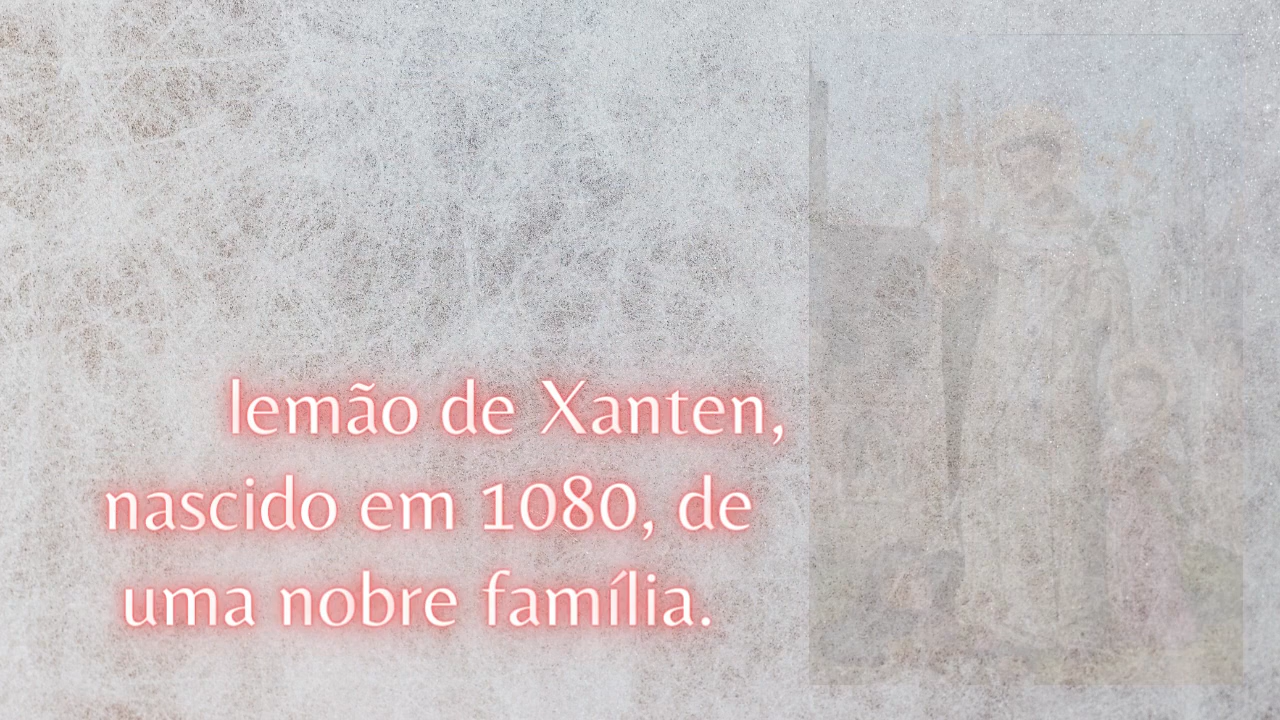 lemão de Xanten,
nascido em 1080, de
uma nobre família.